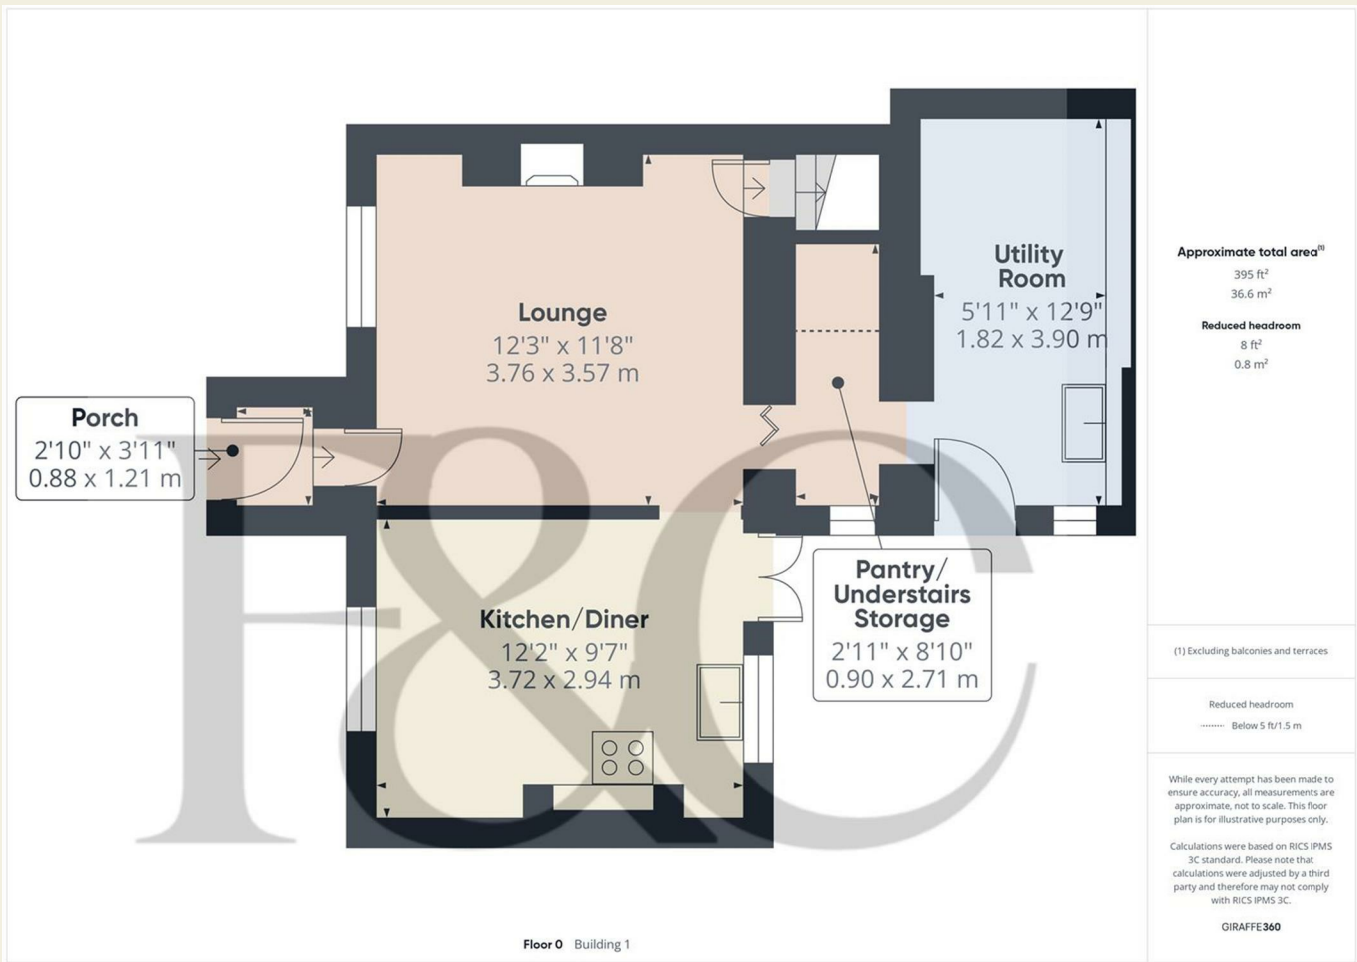 Lounge
12'3" x 11'8"
3.76 x 3.57 m
Utility
Room
5'11" x 12'9"
1.82 x 3.90 m
Porch
2'10" x 3'11"
0.88 x 1.21 m
Kitchen/Diner
12'2" x 9'7"
3.72 x 2.94 m
Pantry/
Understairs
Storage
2'11" x 8'10"
0.90 x 2.71 m
F&C
Floor 0 Building 1
Approximate total area(1)
395 ft²
36.6 m²
Reduced headroom
8 ft²
0.8 m²
(1) Excluding balconies and terraces
Reduced headroom
Below 5 ft/1.5 m
While every attempt has been made to
ensure accuracy, all measurements are
approximate, not to scale. This floor
plan is for illustrative purposes only.
Calculations were based on RICS IPMS
3C standard. Please note that
calculations were adjusted by a third
party and therefore may not comply
with RICS IPMS 3C.
GIRAFFE360